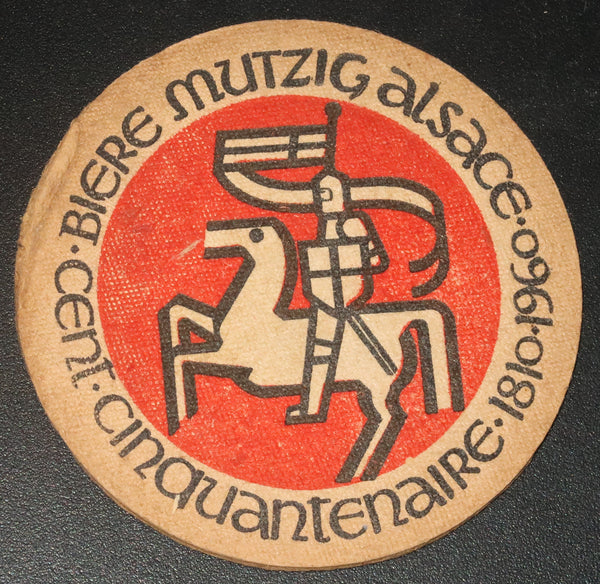 BIERE MUTZIG alsace · 1810 · 1960 · CENT · CINQUANTENAIRE ·